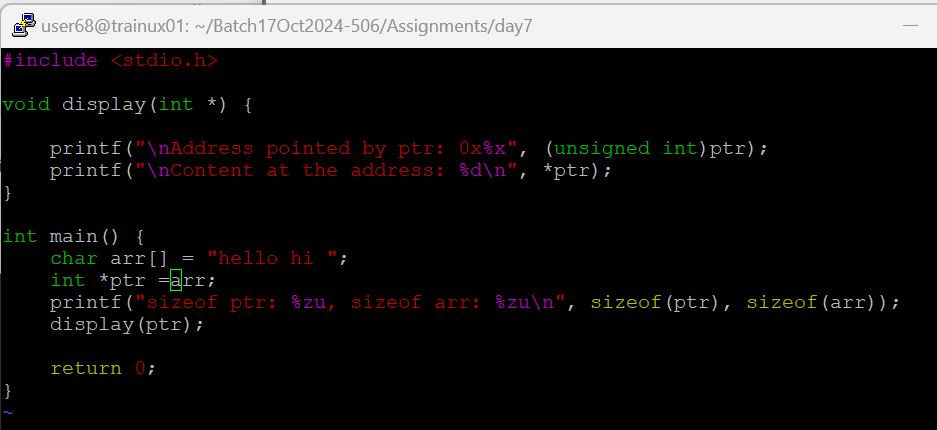 user68@trainux01: ~/Batch17Oct2024-506/Assignments/day7
#include <stdio.h>
void display(int *) {
printf("\nAddress pointed by ptr: 0x%x", (unsigned int)ptr);
printf("\nContent at the address: %d\n", *ptr);
}
int main() {
char arr[] = "hello hi ";
int *ptr =arr;
printf("sizeof ptr: %zu, sizeof arr: %zu\n", sizeof(ptr), sizeof(arr));
display(ptr);
return 0;
}
~